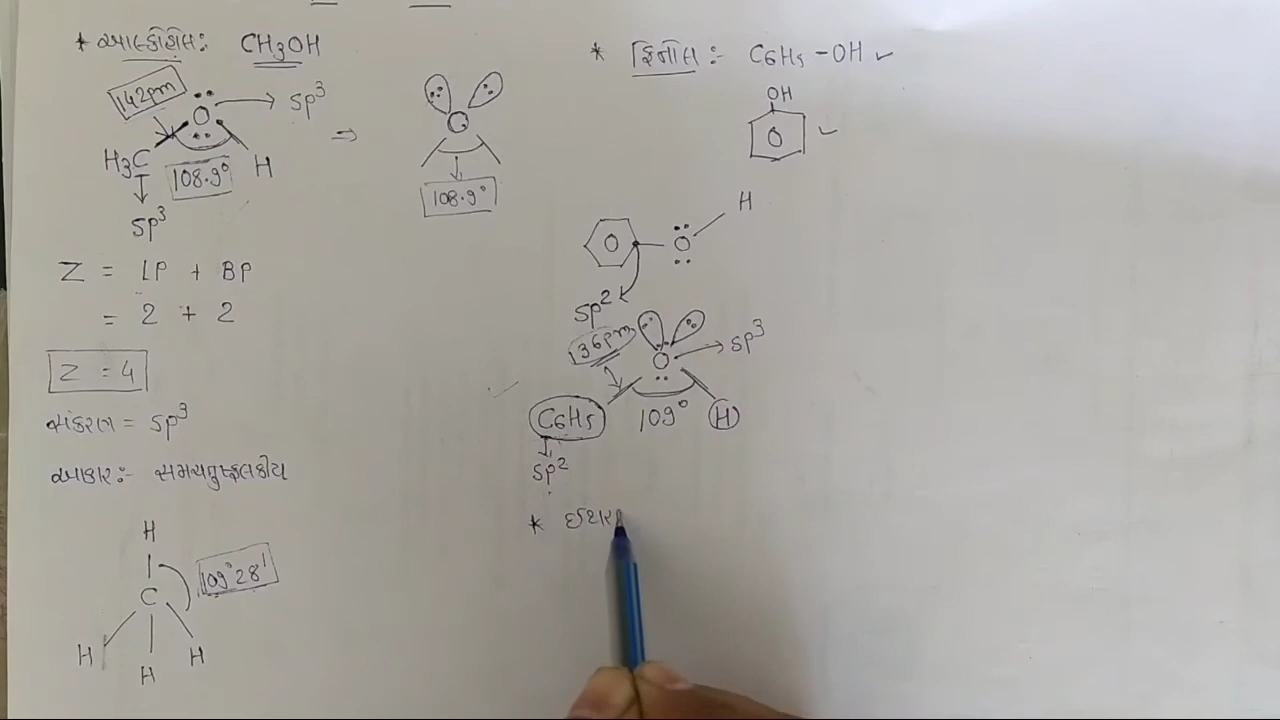 * આલ્કોહોલ: CH3OH
142pm
O
sp3
H3C
108.9°
H
sp3
⇒
O
108.9°
Z = LP + BP
= 2 + 2
Z = 4
સંકરણ = sp3
આકાર:- સમચતુષ્ફલકીય
H
C
109°28'
H
H
H
* ફિનોલ :- C6H5 - OH ✓
OH
✓
O
H
sp2
136pm
O
sp3
C6H5
109°
H
sp2
* ઈથર